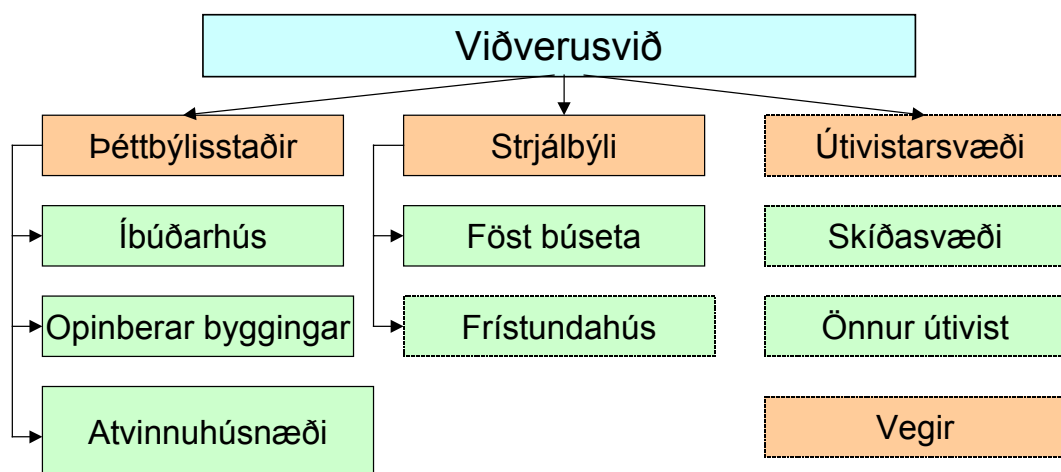 Viðverusvið
Þéttbýlisstaðir
Strjálbýli
Útivistarsvæði
Íbúðarhús
Föst búseta
Skíðasvæði
Opinberar byggingar
Frístundahús
Önnur útivist
Atvinnuhúsnæði
Vegir